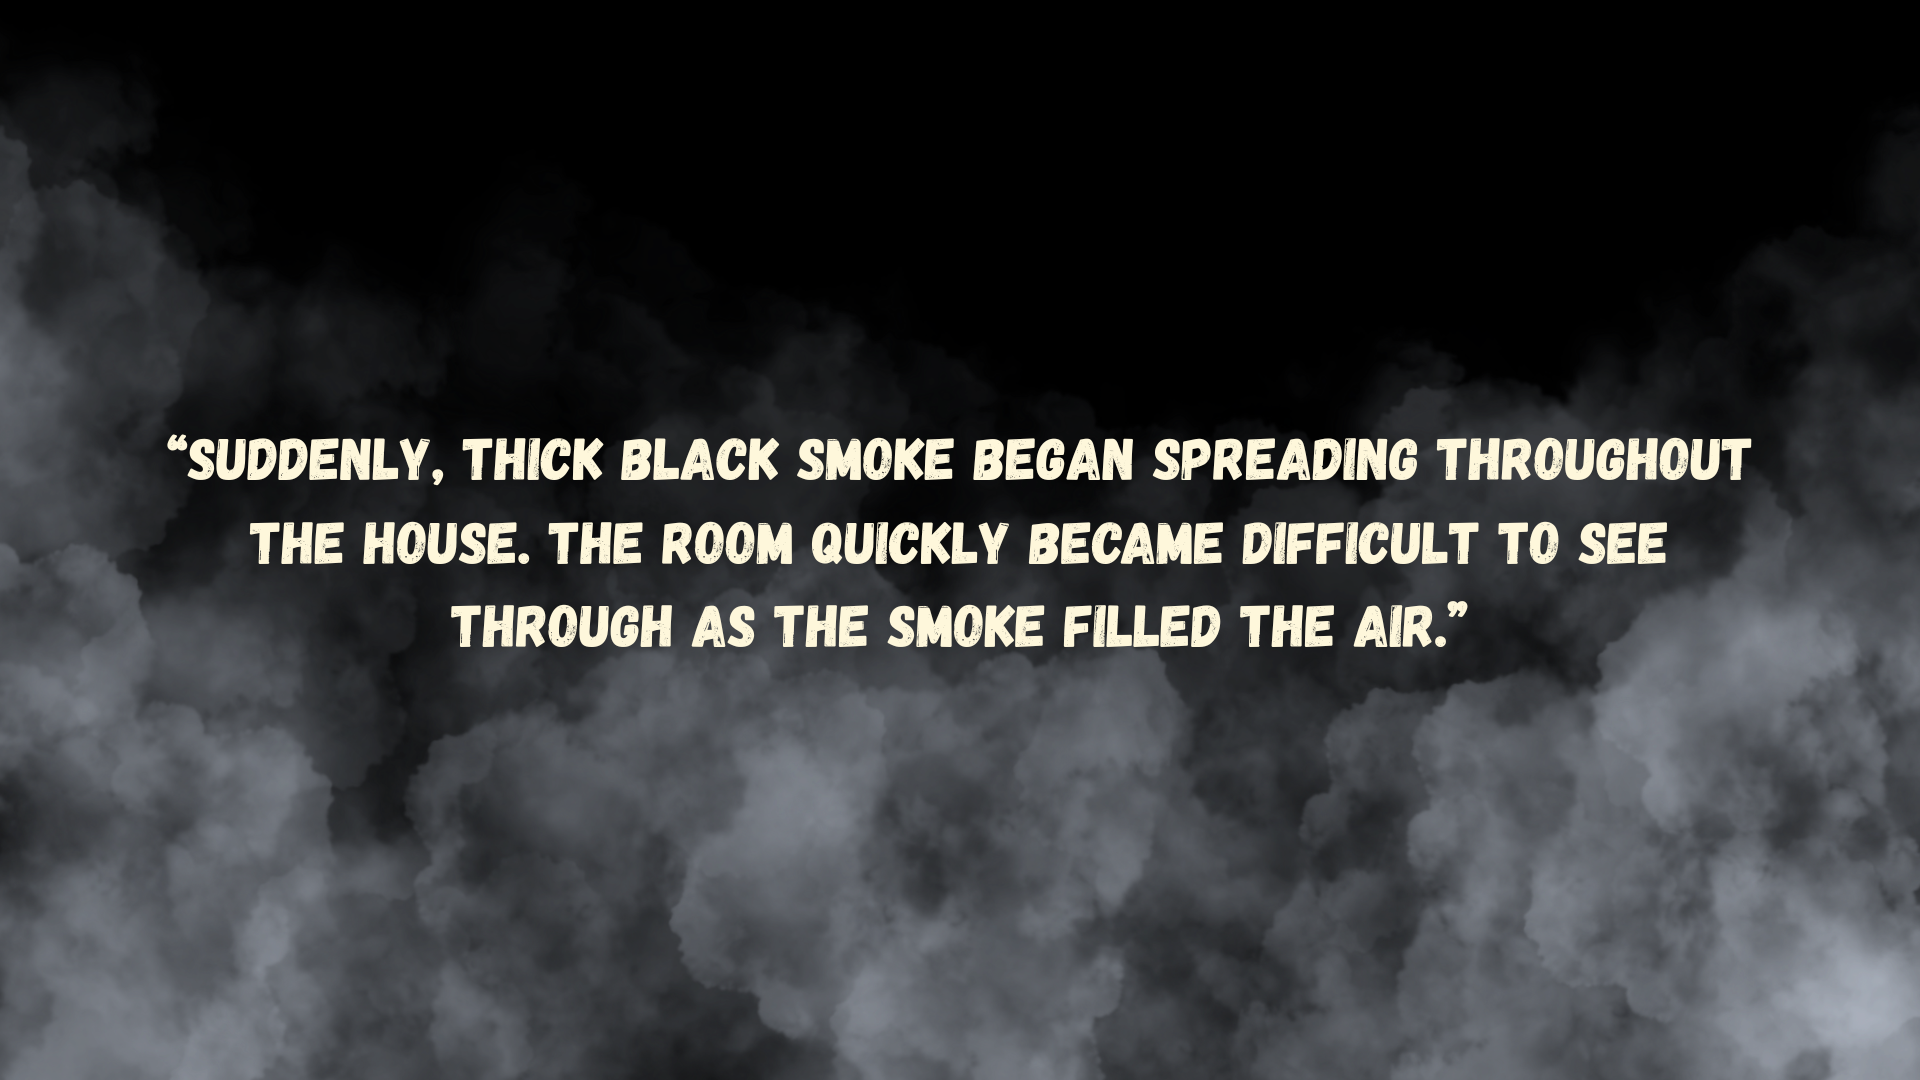 “SUDDENLY, THICK BLACK SMOKE BEGAN SPREADING THROUGHOUT
THE HOUSE. THE ROOM QUICKLY BECAME DIFFICULT TO SEE
THROUGH AS THE SMOKE FILLED THE AIR.”